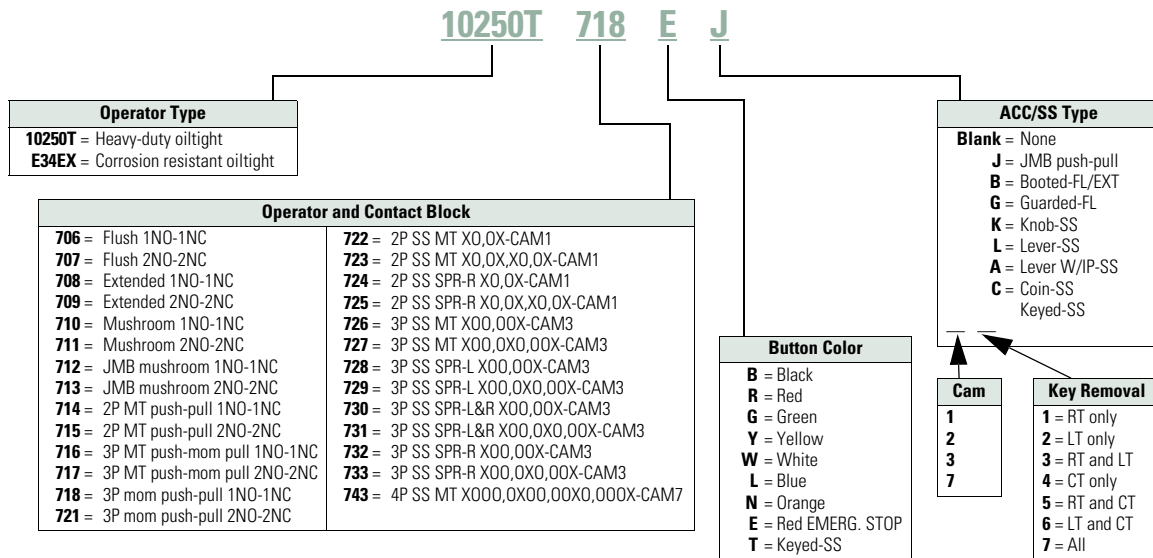 10250T 718 E J
Operator Type
10250T = Heavy-duty oiltight
E34EX = Corrosion resistant oiltight
Operator and Contact Block
706 = Flush 1NO-1NC
707 = Flush 2NO-2NC
708 = Extended 1NO-1NC
709 = Extended 2NO-2NC
710 = Mushroom 1NO-1NC
711 = Mushroom 2NO-2NC
712 = JMB mushroom 1NO-1NC
713 = JMB mushroom 2NO-2NC
714 = 2P MT push-pull 1NO-1NC
715 = 2P MT push-pull 2NO-2NC
716 = 3P MT push-mom pull 1NO-1NC
717 = 3P MT push-mom pull 2NO-2NC
718 = 3P mom push-pull 1NO-1NC
721 = 3P mom push-pull 2NO-2NC
722 = 2P SS MT XO,OX-CAM1
723 = 2P SS MT XO,OX,XO,OX-CAM1
724 = 2P SS SPR-R XO,OX-CAM1
725 = 2P SS SPR-R XO,OX,XO,OX-CAM1
726 = 3P SS MT XOO,OOX-CAM3
727 = 3P SS MT XOO,OXO,OOX-CAM3
728 = 3P SS SPR-L XOO,OOX-CAM3
729 = 3P SS SPR-L XOO,OXO,OOX-CAM3
730 = 3P SS SPR-L&R XOO,OOX-CAM3
731 = 3P SS SPR-L&R XOO,OXO,OOX-CAM3
732 = 3P SS SPR-R XOO,OOX-CAM3
733 = 3P SS SPR-R XOO,OXO,OOX-CAM3
743 = 4P SS MT XOOO,OXOO,OOXO,OOOX-CAM7
Button Color
B = Black
R = Red
G = Green
Y = Yellow
W = White
L = Blue
N = Orange
E = Red EMERG. STOP
T = Keyed-SS
ACC/SS Type
Blank = None
J = JMB push-pull
B = Booted-FL/EXT
G = Guarded-FL
K = Knob-SS
L = Lever-SS
A = Lever W/IP-SS
C = Coin-SS
Keyed-SS
Cam
1
2
3
7
Key Removal
1 = RT only
2 = LT only
3 = RT and LT
4 = CT only
5 = RT and CT
6 = LT and CT
7 = All